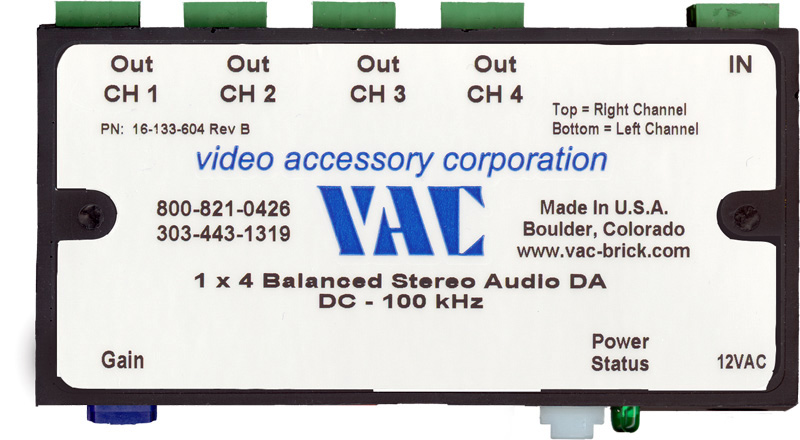 Out Out Out Out IN
CH 1 CH 2 CH 3 CH 4
Top = Right Channel
PN: 16-133-604 Rev B Bottom = Left Channel
video accessory corporation
VAC
800-821-0426 Made In U.S.A.
303-443-1319 Boulder, Colorado
www.vac-brick.com
1 x 4 Balanced Stereo Audio DA
DC - 100 kHz
Power
Gain Status 12VAC